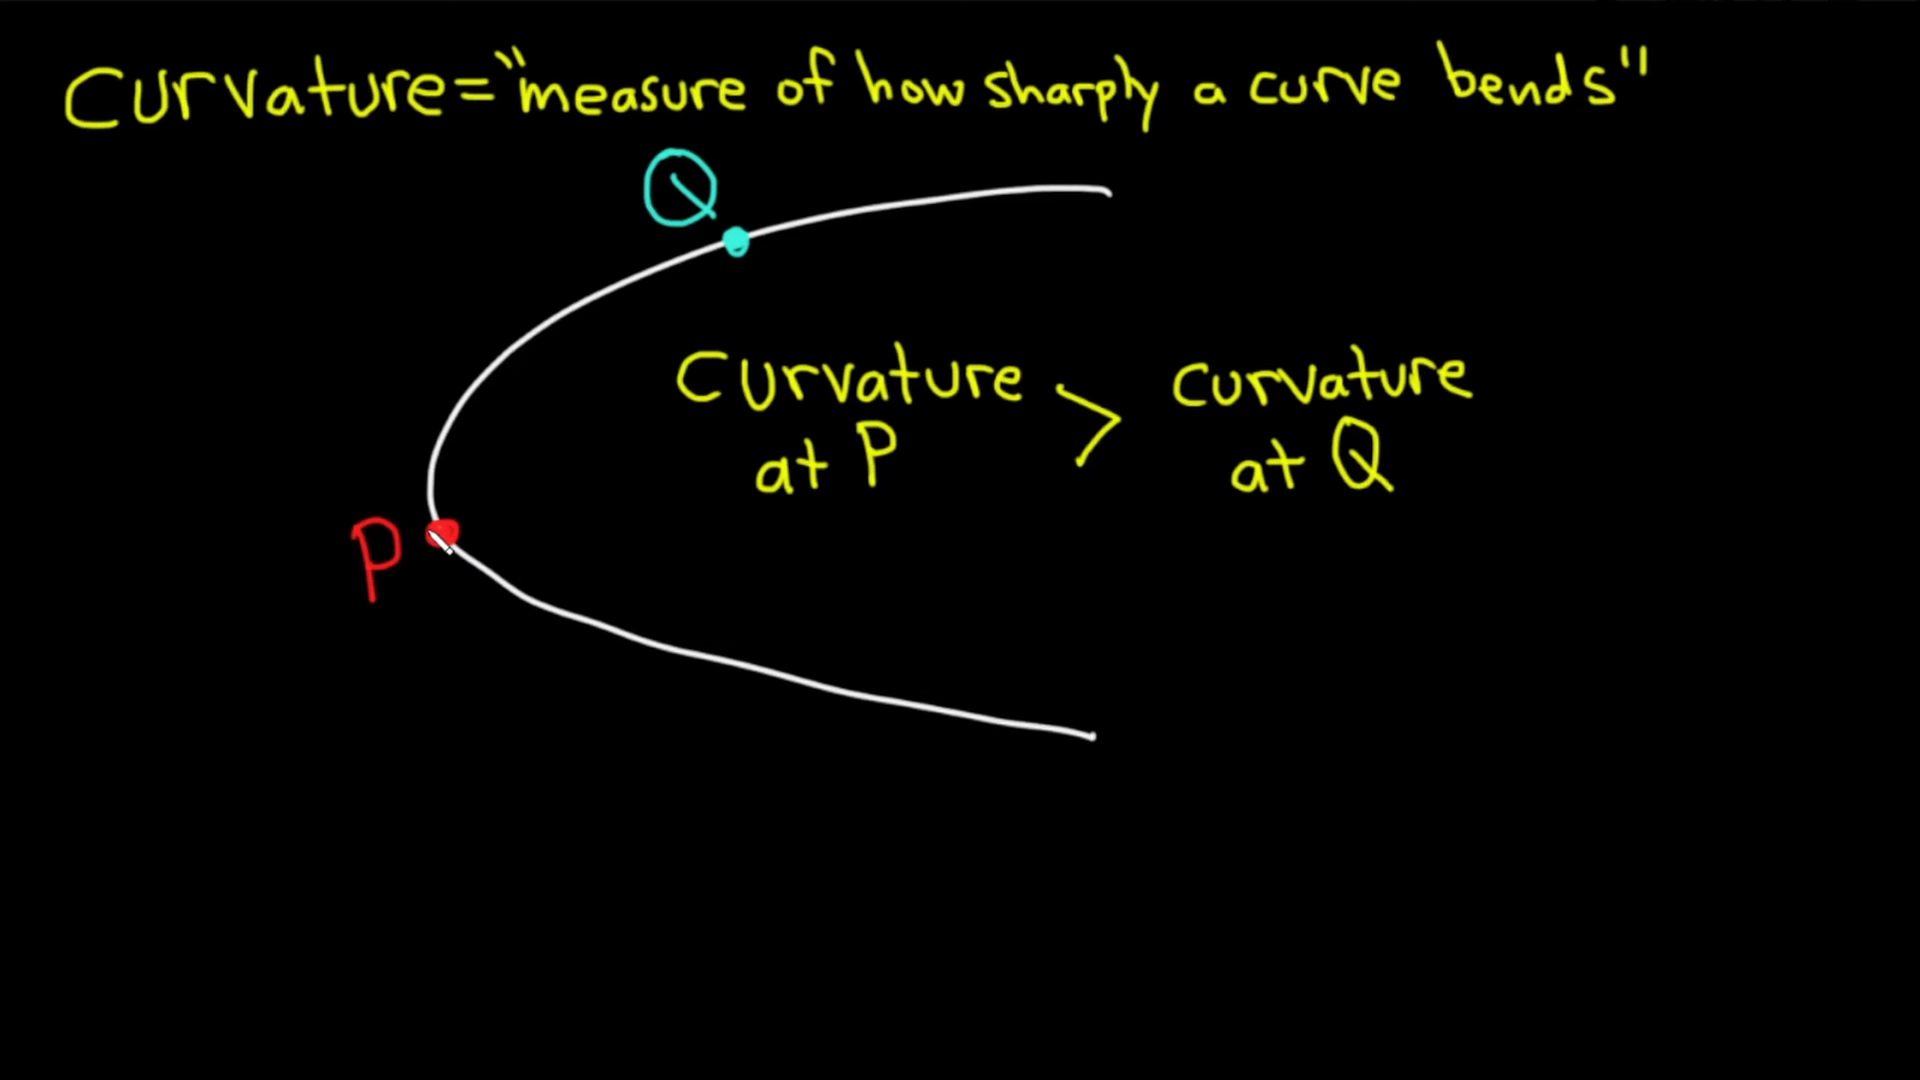 Curvature = "measure of how sharply a curve bends"
Q
Curvature > curvature
at P at Q
P